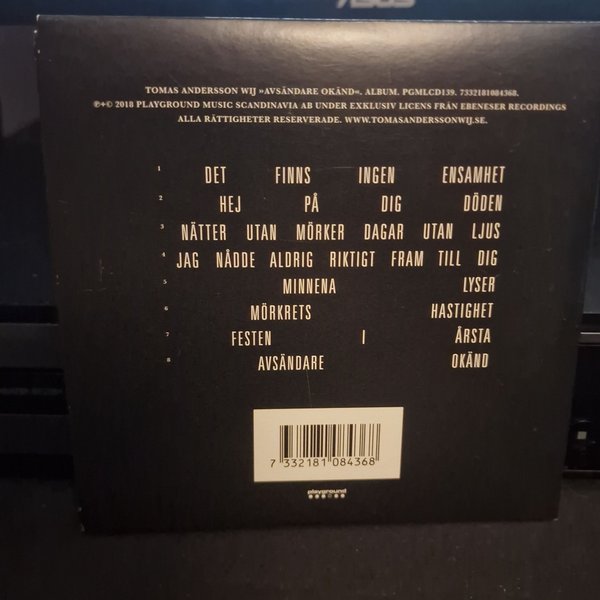 ASUS
TOMAS ANDERSSON WIJ »AVSÄNDARE OKÄND«. ALBUM. PGMLCD139. 7332181084368.
℗+© 2018 PLAYGROUND MUSIC SCANDINAVIA AB UNDER EXKLUSIV LICENS FRÅN EBENESER RECORDINGS
ALLA RÄTTIGHETER RESERVERADE. WWW.TOMASANDERSSONWIJ.SE.
1 DET FINNS INGEN ENSAMHET
2 HEJ PÅ DIG DÖDEN
3 NÄTTER UTAN MÖRKER DAGAR UTAN LJUS
4 JAG NÅDDE ALDRIG RIKTIGT FRAM TILL DIG
5 MINNENA LYSER
6 MÖRKRETS HASTIGHET
7 FESTEN I ÅRSTA
8 AVSÄNDARE OKÄND
7 332181 084368
playground